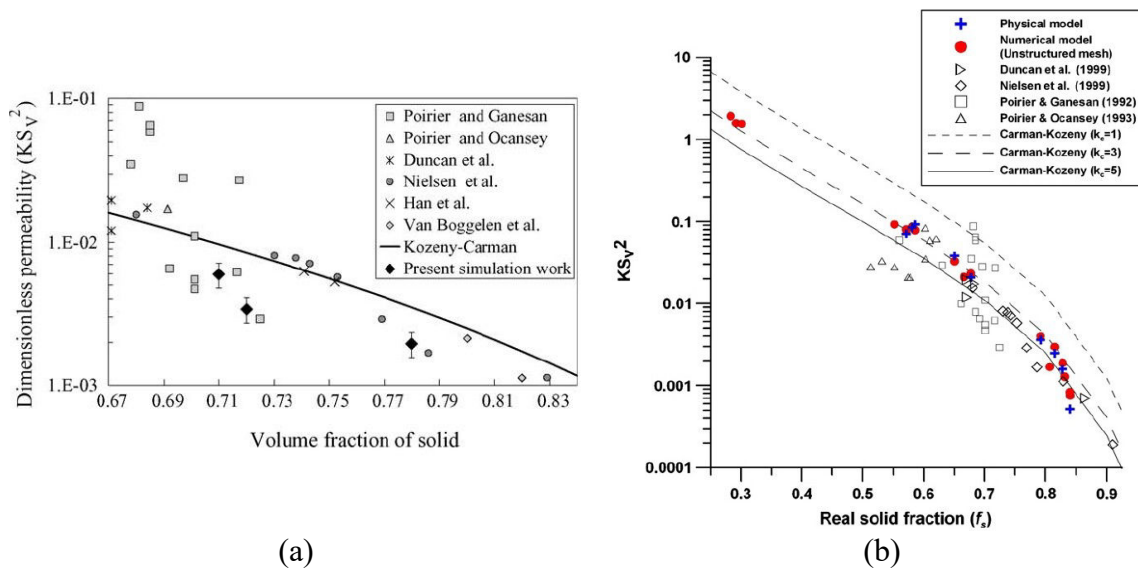 1.E-01
1.E-02
1.E-03
Dimensionless permeability (KSV²)
0.67
0.69
0.71
0.73
0.75
0.77
0.79
0.81
0.83
Volume fraction of solid
Poirier and Ganesan
Poirier and Ocansey
Duncan et al.
Nielsen et al.
Han et al.
Van Boggelen et al.
Kozeny-Carman
Present simulation work
(a)
Physical model
Numerical model
(Unstructured mesh)
Duncan et al. (1999)
Nielsen et al. (1999)
Poirier & Ganesan (1992)
Poirier & Ocansey (1993)
Carman-Kozeny (kc=1)
Carman-Kozeny (kc=3)
Carman-Kozeny (kc=5)
10
1
0.1
0.01
0.001
0.0001
KSV²
0.3
0.4
0.5
0.6
0.7
0.8
0.9
Real solid fraction (fs)
(b)